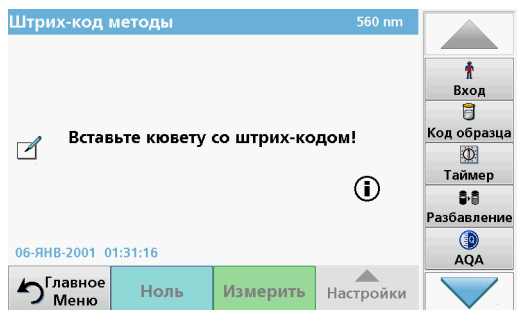 Штрих-код методы 560 nm
Вставьте кювету со штрих-кодом!
06-ЯНВ-2001 01:31:16
Главное
Меню
Ноль
Измерить
Настройки
Вход
Код образца
Таймер
Разбавление
AQA